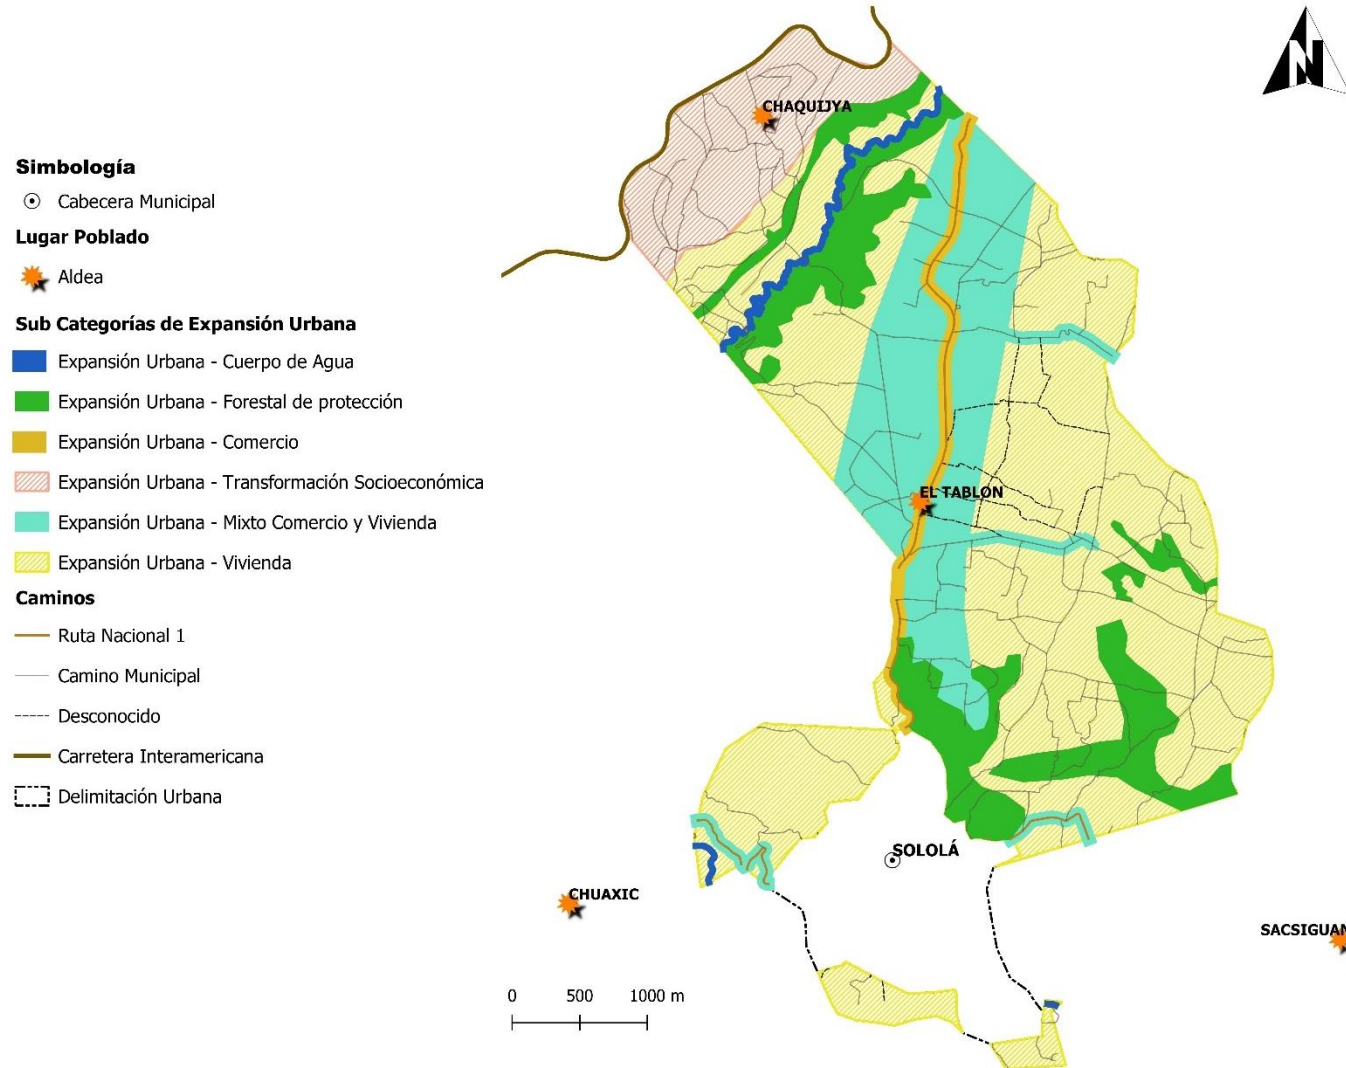 Simbología
Cabecera Municipal
Lugar Poblado
Aldea
Sub Categorías de Expansión Urbana
Expansión Urbana - Cuerpo de Agua
Expansión Urbana - Forestal de protección
Expansión Urbana - Comercio
Expansión Urbana - Transformación Socioeconómica
Expansión Urbana - Mixto Comercio y Vivienda
Expansión Urbana - Vivienda
Caminos
Ruta Nacional 1
Camino Municipal
Desconocido
Carretera Interamericana
Delimitación Urbana
N
CHAQUIJYA
EL TABLON
SOLOLÁ
CHUAXIC
SACSIGUAN
0 500 1000 m